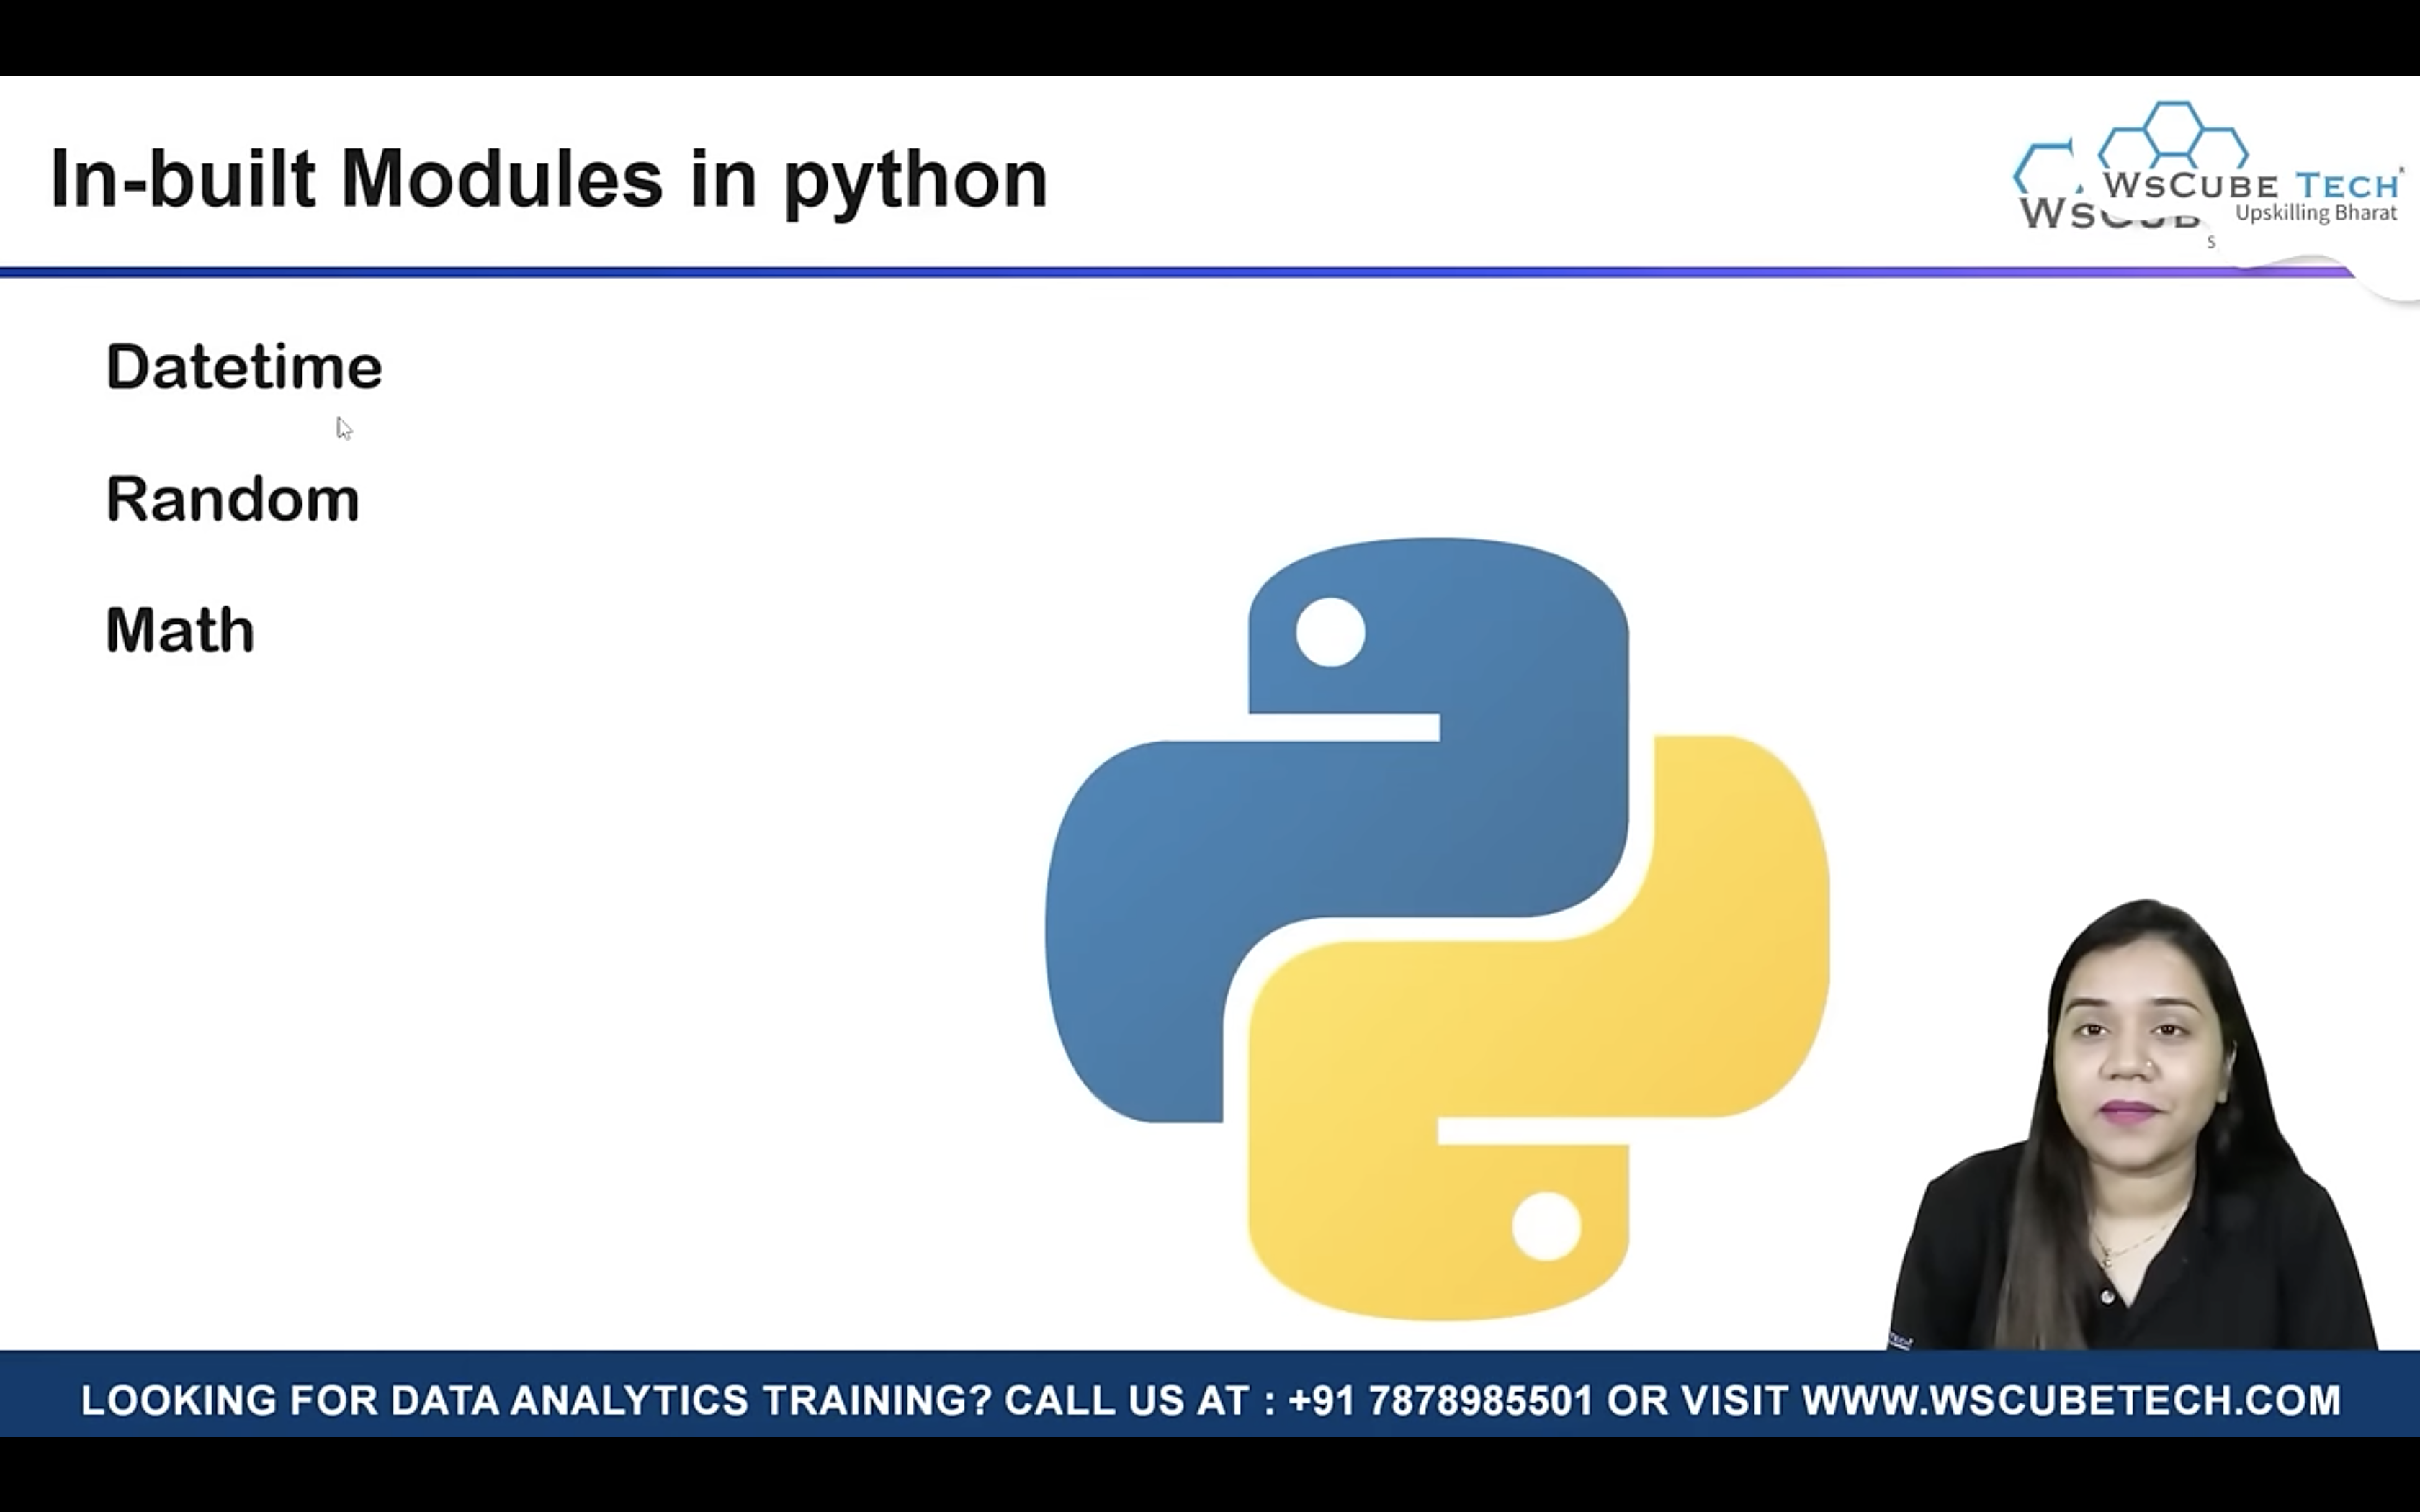 In-built Modules in python
WsCUBE TECH
Upskilling Bharat
Datetime
Random
Math
LOOKING FOR DATA ANALYTICS TRAINING? CALL US AT : +91 7878985501 OR VISIT WWW.WSCUBETECH.COM